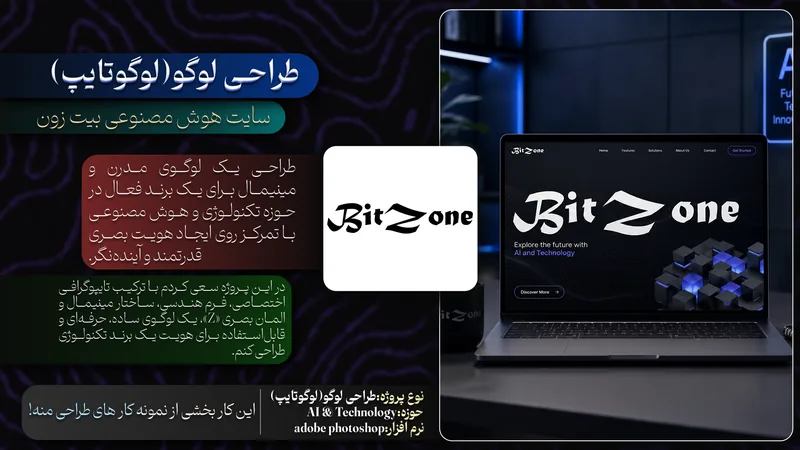 طراحی لوگو(لوگوتایپ)
سایت هوش مصنوعی بیت زون
طراحی یک لوگوی مدرن و
مینیمال برای یک برند فعال در
حوزه تکنولوژی و هوش مصنوعی
با تمرکز روی ایجاد هویت بصری
قدرتمند و آینده‌نگر.
در این پروژه سعی کردم با ترکیب تایپوگرافی
اختصاصی، فرم هندسی، ساختار مینیمال و
المان بصری «Z»، یک لوگوی ساده، حرفه‌ای و
قابل‌استفاده برای هویت یک برند تکنولوژی
طراحی کنم.
نوع پروژه:طراحی لوگو(لوگوتایپ)
حوزه:AI & Technology
نرم افزار:adobe photoshop
این کار بخشی از نمونه کار های طراحی منه!
BitZone
BitZone
Home Features Solutions About Us Contact Get Started
BitZone
Explore the future with
AI and Technology
Discover More →
BitZone
A
Fu
Te
Innov